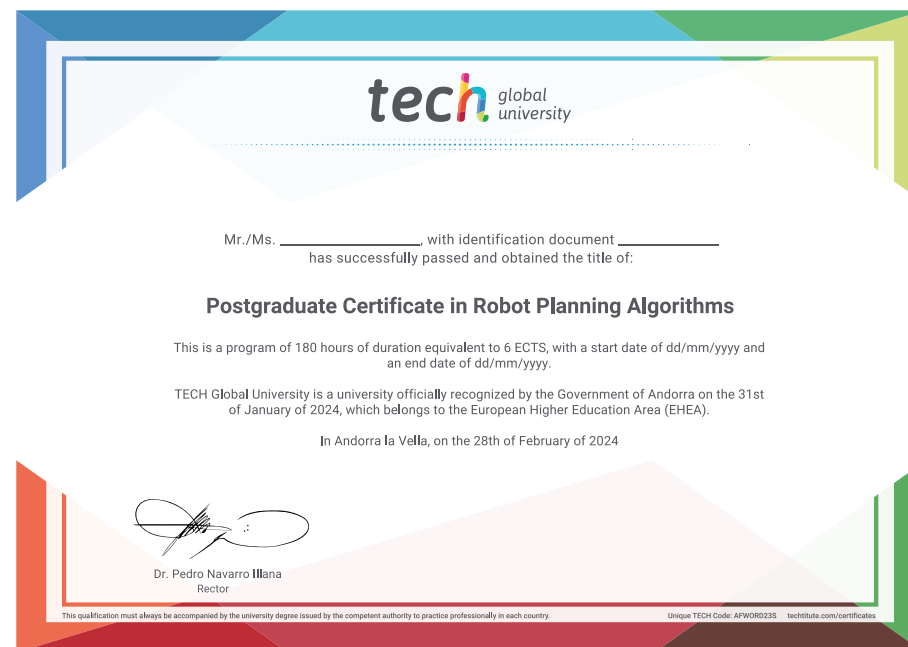 tech global university
Mr./Ms. ____________________, with identification document ______________
has successfully passed and obtained the title of:
Postgraduate Certificate in Robot Planning Algorithms
This is a program of 180 hours of duration equivalent to 6 ECTS, with a start date of dd/mm/yyyy and
an end date of dd/mm/yyyy.
TECH Global University is a university officially recognized by the Government of Andorra on the 31st
of January of 2024, which belongs to the European Higher Education Area (EHEA).
In Andorra la Vella, on the 28th of February of 2024
Dr. Pedro Navarro Illana
Rector
This qualification must always be accompanied by the university degree issued by the competent authority to practice professionally in each country. Unique TECH Code: AFWORD23S techtitute.com/certificates